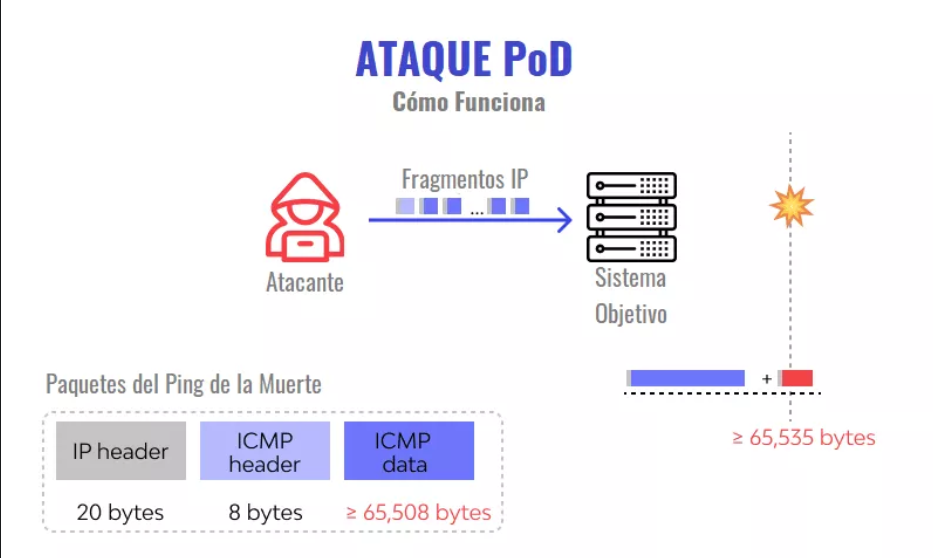 ATAQUE PoD
Cómo Funciona
Fragmentos IP
...
Atacante
Sistema
Objetivo
+
≥ 65,535 bytes
Paquetes del Ping de la Muerte
IP header
ICMP
header
ICMP
data
20 bytes
8 bytes
≥ 65,508 bytes